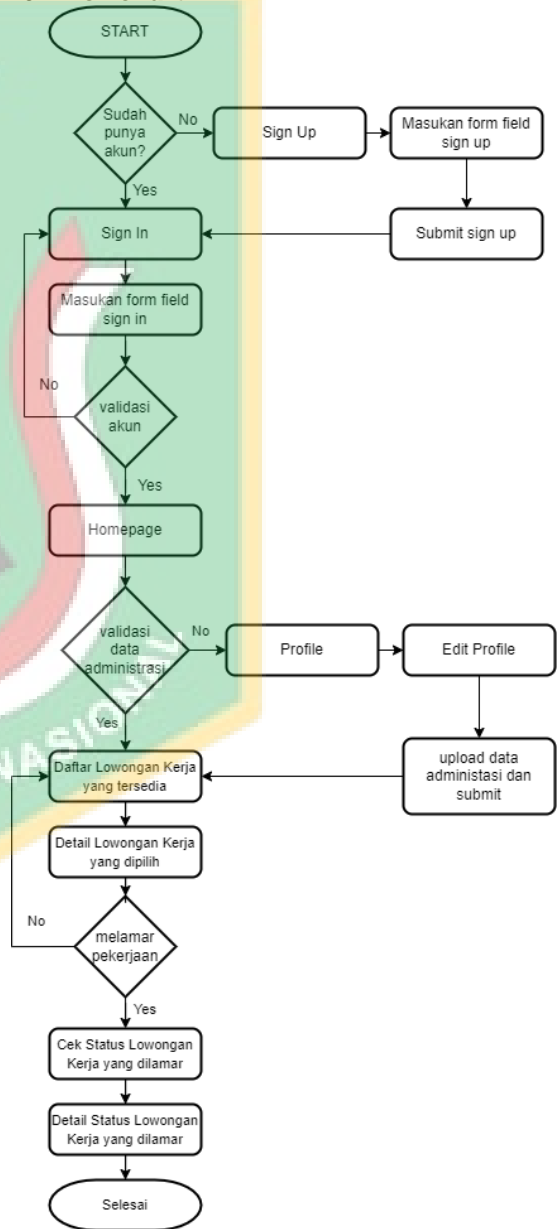 START
Sudah
punya
akun?
No
Sign Up
Masukan form field
sign up
Yes
Sign In
Submit sign up
Masukan form field
sign in
No
validasi
akun
Yes
Homepage
validasi
data
administrasi
No
Profile
Edit Profile
Yes
Daftar Lowongan Kerja
yang tersedia
upload data
administasi dan
submit
Detail Lowongan Kerja
yang dipilih
No
melamar
pekerjaan
Yes
Cek Status Lowongan
Kerja yang dilamar
Detail Status Lowongan
Kerja yang dilamar
Selesai